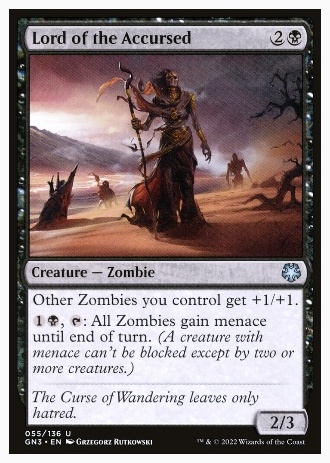 Lord of the Accursed 2
Creature — Zombie
Other Zombies you control get +1/+1.
1, : All Zombies gain menace
until end of turn. (A creature with
menace can't be blocked except by two or
more creatures.)
The Curse of Wandering leaves only
hatred.
2/3
055/136 U
GN3 • EN Grzegorz Rutkowski ™ & © 2022 Wizards of the Coast